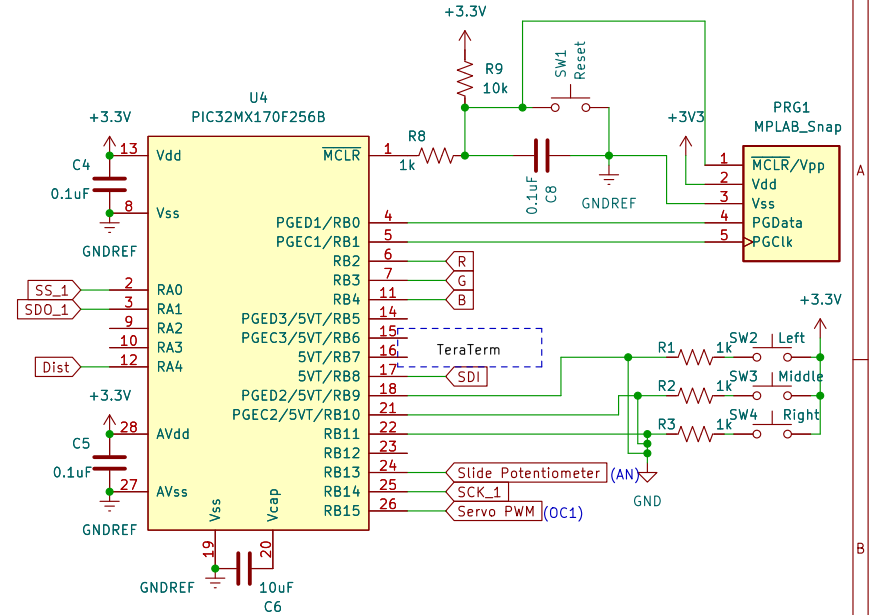 +3.3V
SW1
Reset
R9
10k
U4
PIC32MX170F256B
+3.3V
+3V3
PRG1
MPLAB_Snap
13
Vdd
MCLR
1
R8
1k
C4
0.1uF
0.1uF
C8
GNDREF
1
MCLR/Vpp
2
Vdd
3
Vss
4
PGData
5
PGClk
A
8
Vss
GNDREF
PGED1/RB0
4
PGEC1/RB1
5
RB2
6
R
RB3
7
G
RB4
11
B
SS_1
2
RA0
SDO_1
3
RA1
9
RA2
10
RA3
Dist
12
RA4
PGED3/5VT/RB5
14
PGEC3/5VT/RB6
15
5VT/RB7
16
TeraTerm
5VT/RB8
17
SDI
PGED2/5VT/RB9
18
PGEC2/5VT/RB10
21
RB11
22
RB12
23
RB13
24
Slide Potentiometer
(AN)
RB14
25
SCK_1
RB15
26
Servo PWM
(OC1)
+3.3V
R1
1k
SW2
Left
R2
1k
SW3
Middle
R3
1k
SW4
Right
GND
+3.3V
28
AVdd
C5
0.1uF
27
AVss
GNDREF
Vss
19
Vcap
20
GNDREF
10uF
C6
B